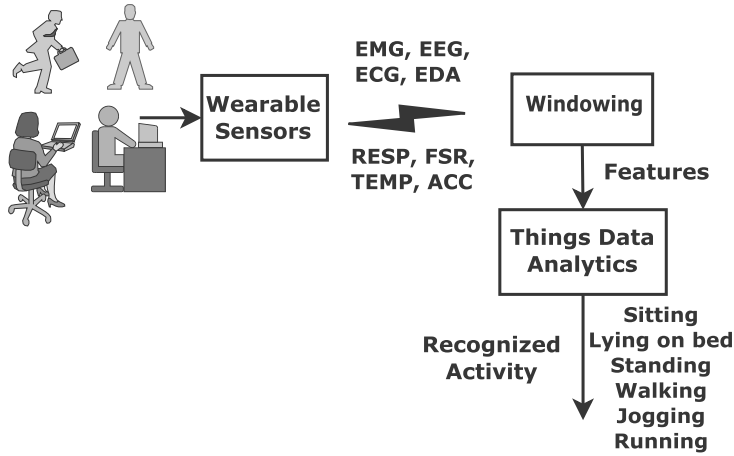 Wearable
Sensors
EMG, EEG,
ECG, EDA
RESP, FSR,
TEMP, ACC
Windowing
Features
Things Data
Analytics
Recognized
Activity
Sitting
Lying on bed
Standing
Walking
Jogging
Running